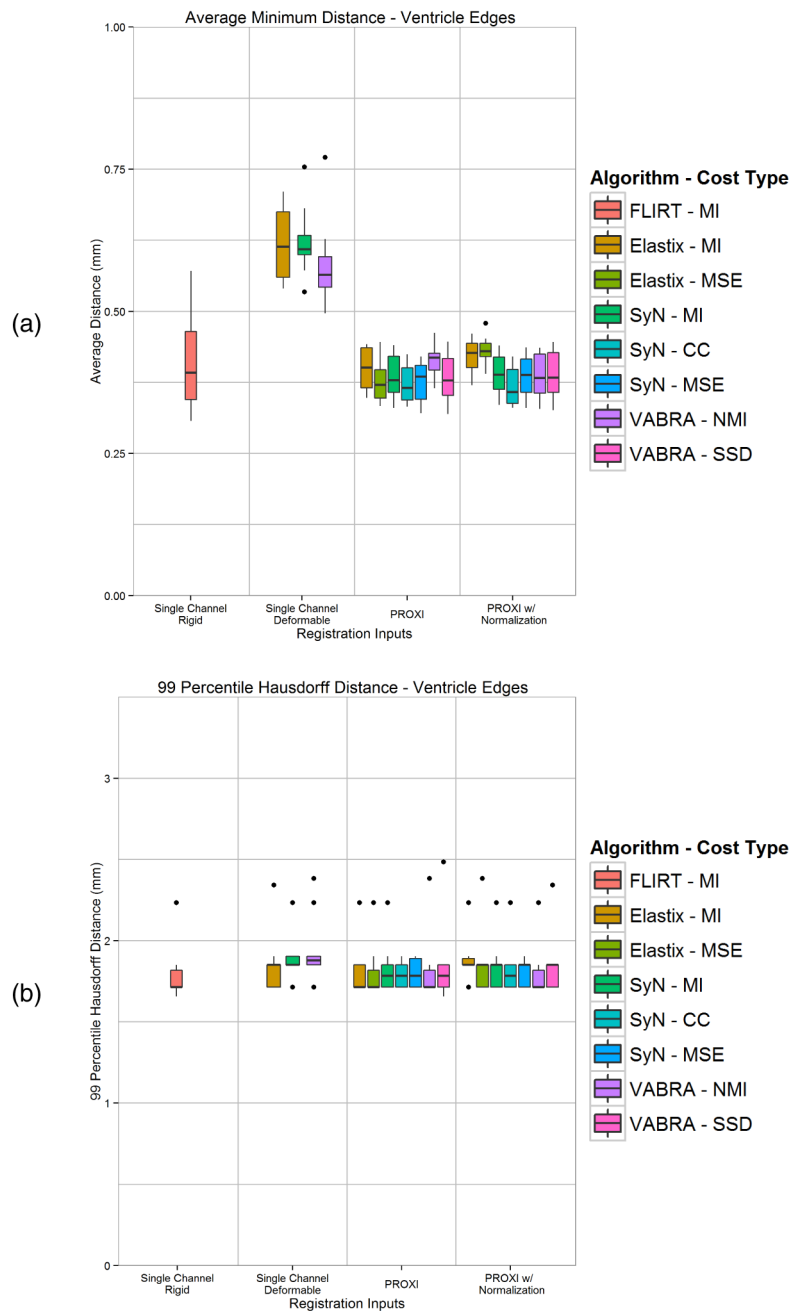 Average Minimum Distance - Ventricle Edges
1.00
0.75
0.50
0.25
0.00
Average Distance (mm)
(a)
Single Channel
Rigid
Single Channel
Deformable
PROXI
PROXI w/
Normalization
Registration Inputs
Algorithm - Cost Type
FLIRT - MI
Elastix - MI
Elastix - MSE
SyN - MI
SyN - CC
SyN - MSE
VABRA - NMI
VABRA - SSD
99 Percentile Hausdorff Distance - Ventricle Edges
3
2
1
0
99 Percentile Hausdorff Distance (mm)
(b)
Single Channel
Rigid
Single Channel
Deformable
PROXI
PROXI w/
Normalization
Registration Inputs
Algorithm - Cost Type
FLIRT - MI
Elastix - MI
Elastix - MSE
SyN - MI
SyN - CC
SyN - MSE
VABRA - NMI
VABRA - SSD